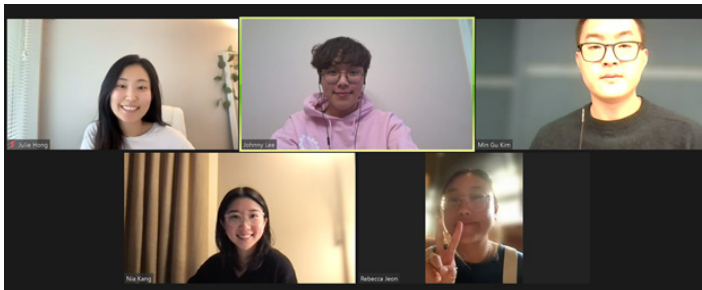 Julie Hong
Johnny Lee
Min Gu Kim
Nia Kang
Rebecca Jeon